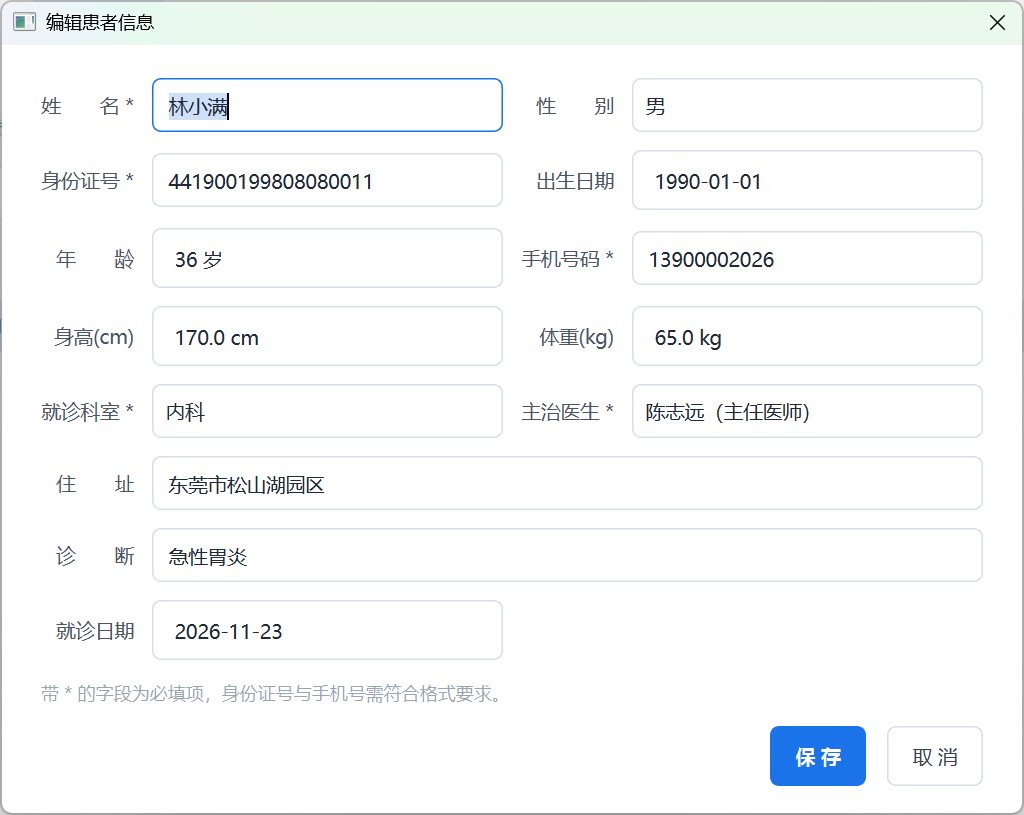 编辑患者信息
姓 名 * 林小满 性 别 男
身份证号 * 441900199808080011 出生日期 1990-01-01
年 龄 36 岁 手机号码 * 13900002026
身高(cm) 170.0 cm 体重(kg) 65.0 kg
就诊科室 * 内科 主治医生 * 陈志远（主任医师）
住 址 东莞市松山湖园区
诊 断 急性胃炎
就诊日期 2026-11-23
带 * 的字段为必填项，身份证号与手机号需符合格式要求。
保 存 取 消